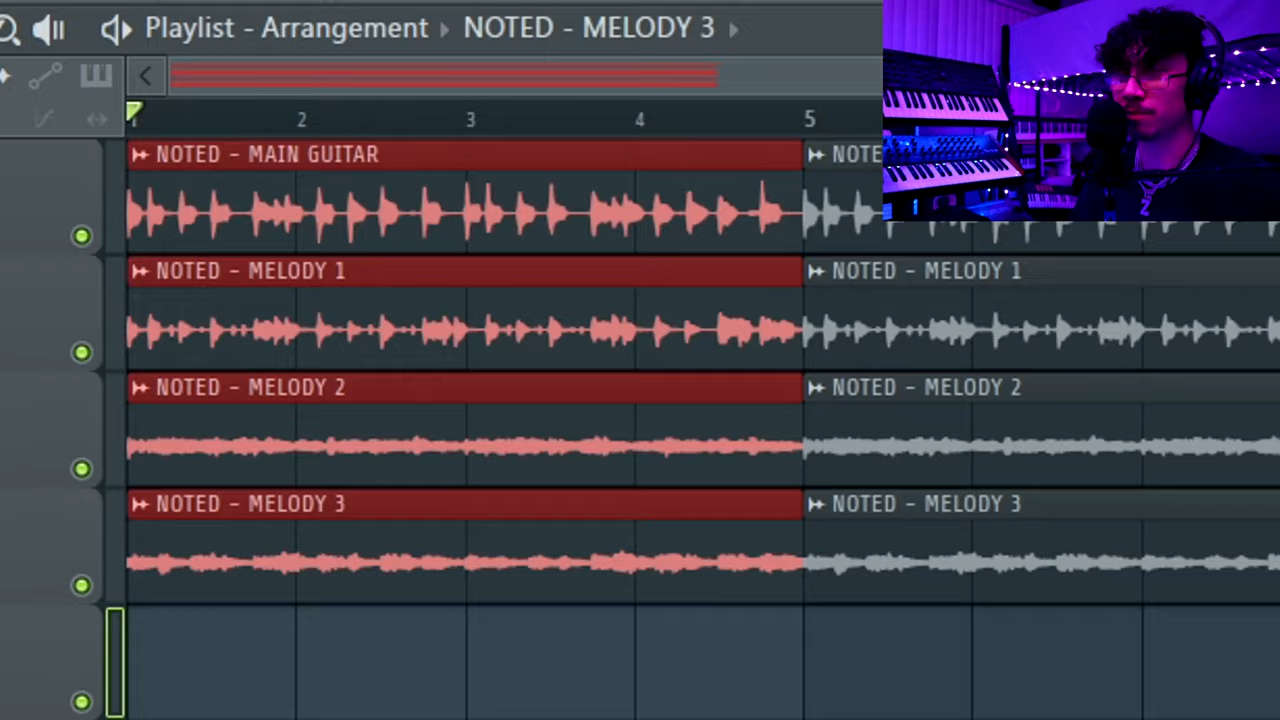 Playlist - Arrangement NOTED - MELODY 3
1 2 3 4 5
NOTED - MAIN GUITAR NOTE
NOTED - MELODY 1 NOTED - MELODY 1
NOTED - MELODY 2 NOTED - MELODY 2
NOTED - MELODY 3 NOTED - MELODY 3